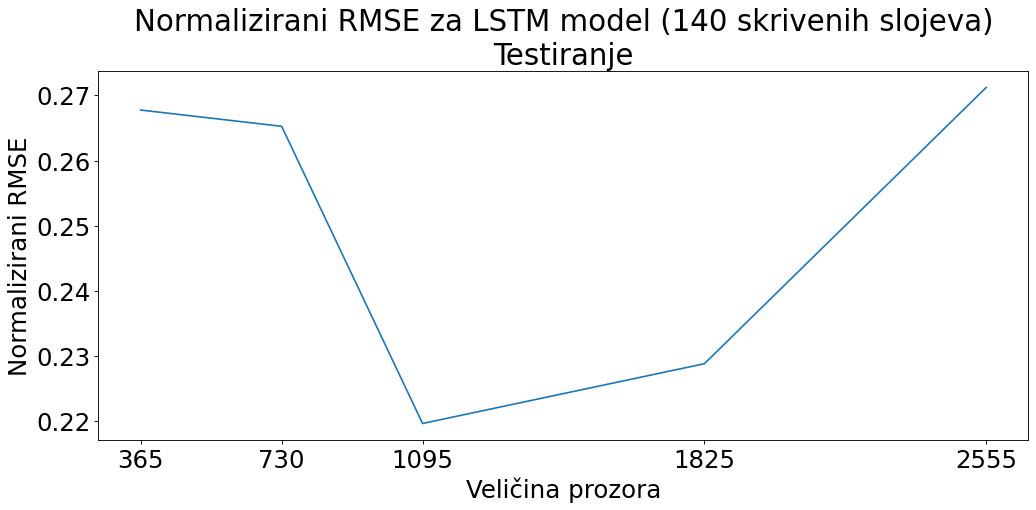 Normalizirani RMSE za LSTM model (140 skrivenih slojeva)
Testiranje
Normalizirani RMSE
0.27
0.26
0.25
0.24
0.23
0.22
365 730 1095 1825 2555
Veličina prozora